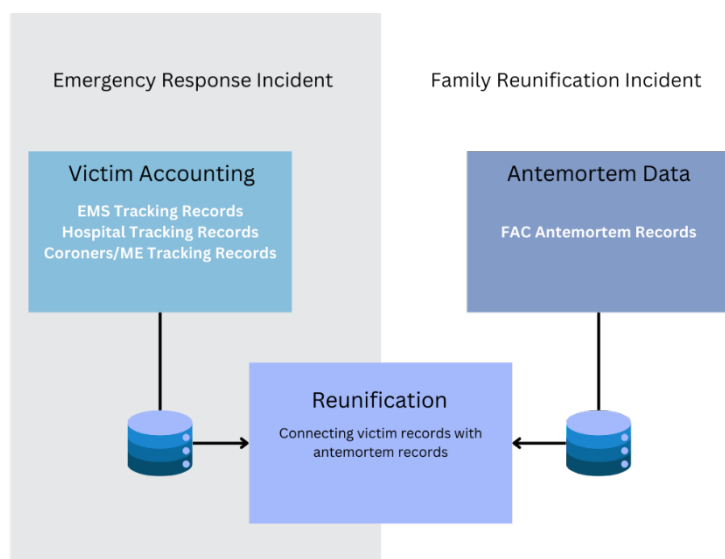 Emergency Response Incident
Family Reunification Incident
Victim Accounting
EMS Tracking Records
Hospital Tracking Records
Coroners/ME Tracking Records
Antemortem Data
FAC Antemortem Records
Reunification
Connecting victim records with
antemortem records